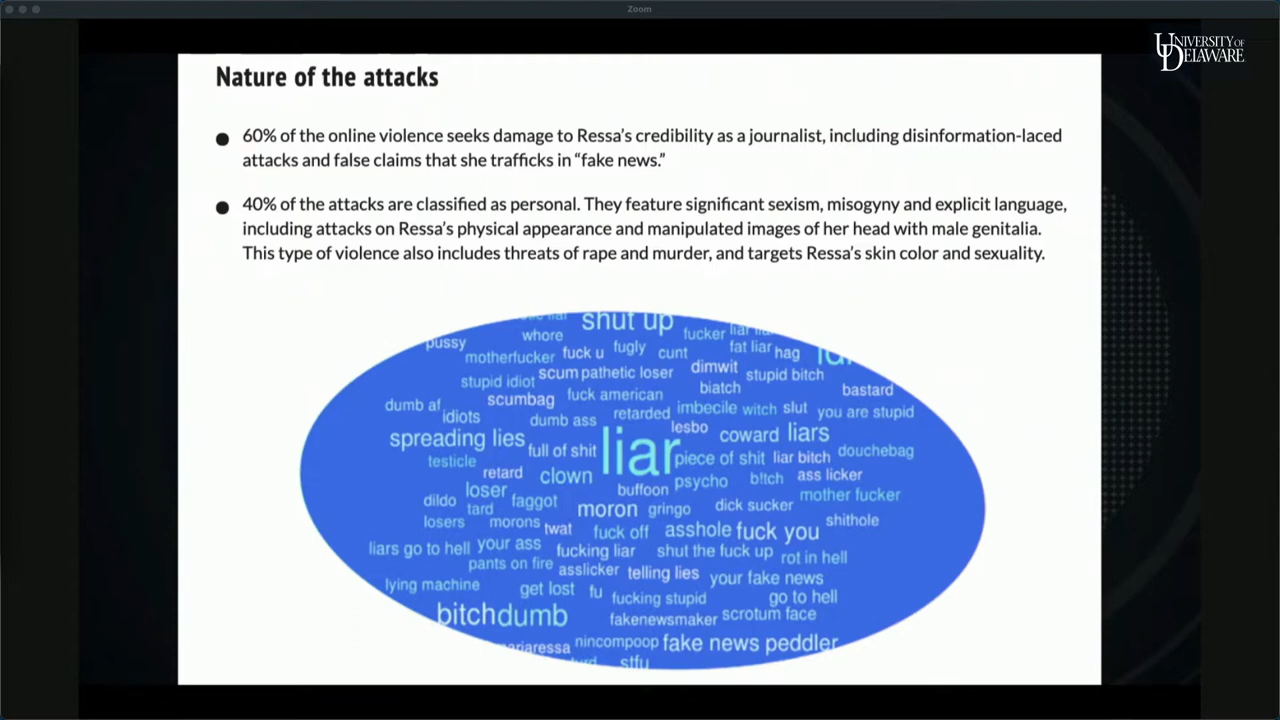 Zoom
UNIVERSITY OF
DELAWARE
Nature of the attacks
● 60% of the online violence seeks damage to Ressa's credibility as a journalist, including disinformation-laced
attacks and false claims that she trafficks in “fake news.”
● 40% of the attacks are classified as personal. They feature significant sexism, misogyny and explicit language,
including attacks on Ressa's physical appearance and manipulated images of her head with male genitalia.
This type of violence also includes threats of rape and murder, and targets Ressa's skin color and sexuality.
shut up
whore fucker liar
pussy motherfucker fuck u fugly cunt fat liar hag
stupid idiot scum pathetic loser dimwit stupid bitch
scumbag fuck american biatch bastard
dumb af idiots dumb ass retarded imbecile witch slut you are stupid
spreading lies full of shit liar lesbo coward liars
testicle piece of shit liar bitch douchebag
retard clown psycho b!tch ass licker
loser buffoon mother fucker
dildo tard faggot moron gringo dick sucker
losers morons twat fuck off asshole fuck you shithole
liars go to hell your ass fucking liar shut the fuck up rot in hell
pants on fire asslicker telling lies your fake news
lying machine get lost fu fucking stupid go to hell
bitch dumb fakenewsmaker scrotum face
nincompoop fake news peddler
stfu